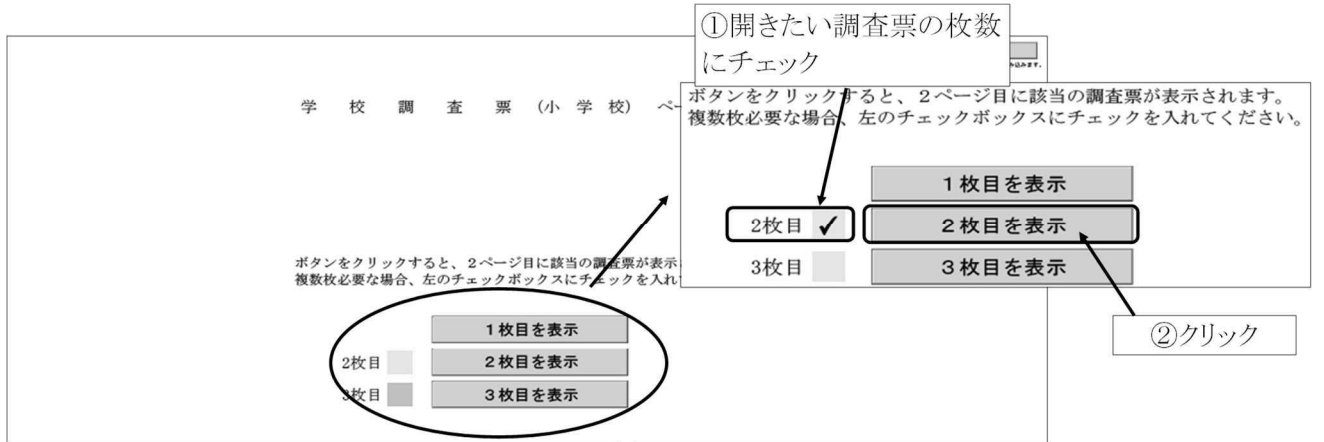 ①開きたい調査票の枚数
にチェック
み込みます。
学 校 調 査 票 (小 学 校) ペー
ボタンをクリックすると、2ページ目に該当の調査票が表示されます。
複数枚必要な場合、左のチェックボックスにチェックを入れてください。
1枚目を表示
2枚目 ✓ 2枚目を表示
3枚目 3枚目を表示
②クリック
ボタンをクリックすると、2ページ目に該当の調査票が表示
複数枚必要な場合、左のチェックボックスにチェックを入れ
1枚目を表示
2枚目 2枚目を表示
3枚目 3枚目を表示